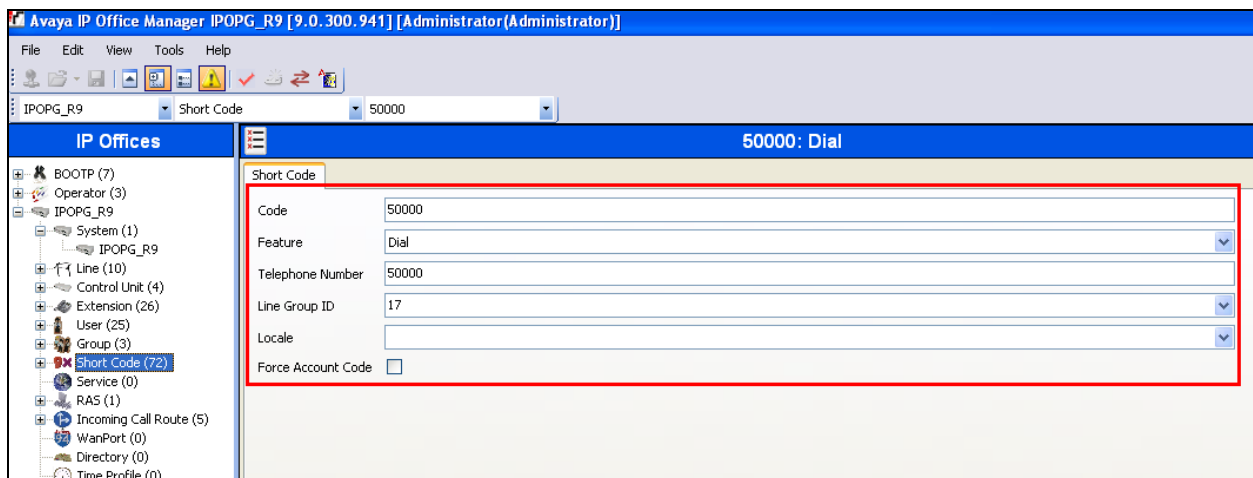 Avaya IP Office Manager IPOPG_R9 [9.0.300.941] [Administrator(Administrator)]
File Edit View Tools Help
IPOPG_R9 Short Code 50000
IP Offices
50000: Dial
BOOTP (7)
Operator (3)
IPOPG_R9
System (1)
IPOPG_R9
Line (10)
Control Unit (4)
Extension (26)
User (25)
Group (3)
Short Code (72)
Service (0)
RAS (1)
Incoming Call Route (5)
WanPort (0)
Directory (0)
Time Profile (0)
Short Code
Code 50000
Feature Dial
Telephone Number 50000
Line Group ID 17
Locale
Force Account Code